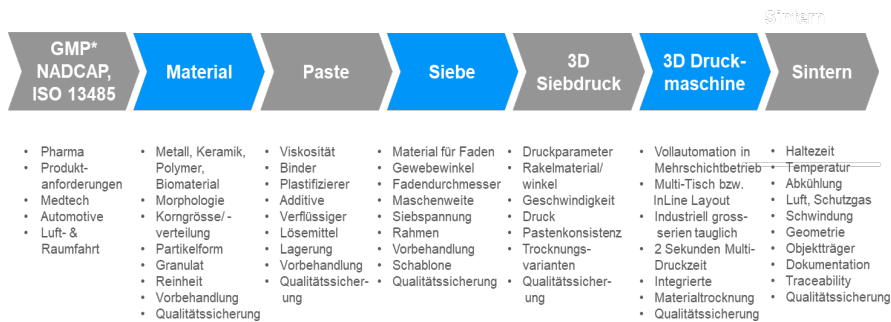 Sintern
GMP*
NADCAP,
ISO 13485
Material
Paste
Siebe
3D
Siebdruck
3D Druck-
maschine
Sintern
• Pharma
• Produkt-
anforderungen
• Medtech
• Automotive
• Luft- &
Raumfahrt
• Metall, Keramik,
Polymer,
Biomaterial
• Morphologie
• Korngrösse/ -
verteilung
• Partikelform
• Granulat
• Reinheit
• Vorbehandlung
• Qualitätssicherung
• Viskosität
• Binder
• Plastifizierer
• Additive
• Verflüssiger
• Lösemittel
• Lagerung
• Vorbehandlung
• Qualitätssicher-
ung
• Material für Faden
• Gewebewinkel
• Fadendurchmesser
• Maschenweite
• Siebspannung
• Rahmen
• Vorbehandlung
• Schablone
• Qualitätssicherung
• Druckparameter
• Rakelmaterial/
winkel
• Geschwindigkeit
• Druck
• Pastenkonsistenz
• Trocknungs-
varianten
• Qualitätssicher-
ung
• Vollautomation in
Mehrschichtbetrieb
• Multi-Tisch bzw.
InLine Layout
• Industriell gross-
serien tauglich
• 2 Sekunden Multi-
Druckzeit
• Integrierte
• Materialtrocknung
• Qualitätssicherung
• Haltezeit
• Temperatur
• Abkühlung
• Luft, Schutzgas
• Schwindung
• Geometrie
• Objektträger
• Dokumentation
• Traceability
• Qualitätssicherung